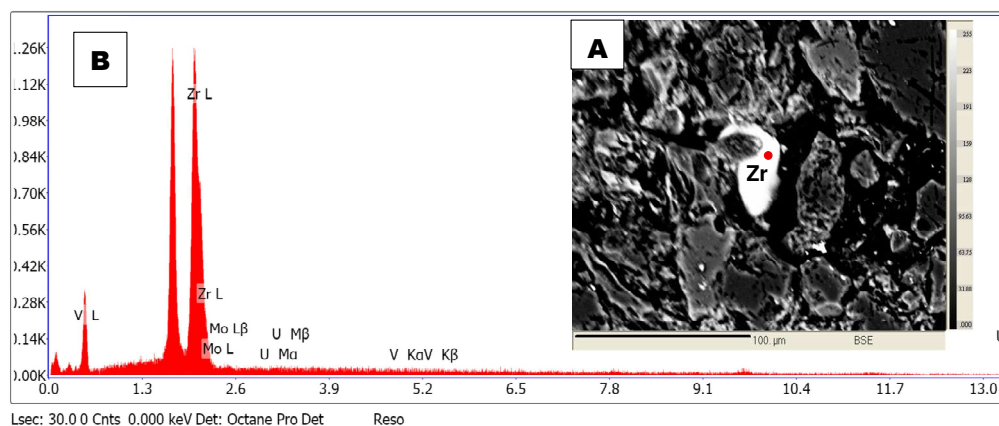 B
A
Zr
255
223
191
159
128
95.63
63.75
33.88
.000
100. µm BSE
1.26K
1.12K
0.98K
0.84K
0.70K
0.56K
0.42K
0.28K
0.14K
0.00K
Zr L
Zr L
V L
Mo Lβ
Mo L
U Mβ
U Mα
V KαV Kβ
U
0.0 1.3 2.6 3.9 5.2 6.5 7.8 9.1 10.4 11.7 13.0
Lsec: 30.0 0 Cnts 0.000 keV Det: Octane Pro Det Reso